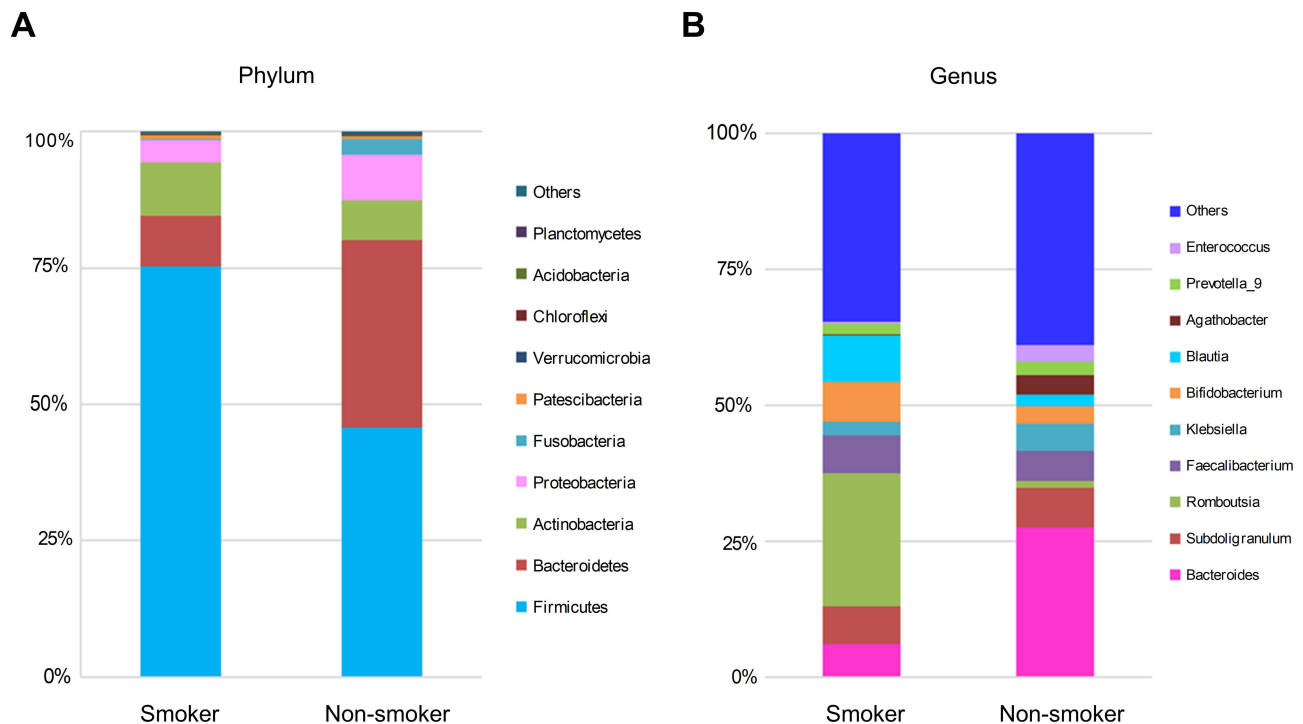 A
Phylum
100%
75%
50%
25%
0%
Smoker
Non-smoker
Others
Planctomycetes
Acidobacteria
Chloroflexi
Verrucomicrobia
Patescibacteria
Fusobacteria
Proteobacteria
Actinobacteria
Bacteroidetes
Firmicutes
B
Genus
100%
75%
50%
25%
0%
Smoker
Non-smoker
Others
Enterococcus
Prevotella_9
Agathobacter
Blautia
Bifidobacterium
Klebsiella
Faecalibacterium
Romboutsia
Subdoligranulum
Bacteroides